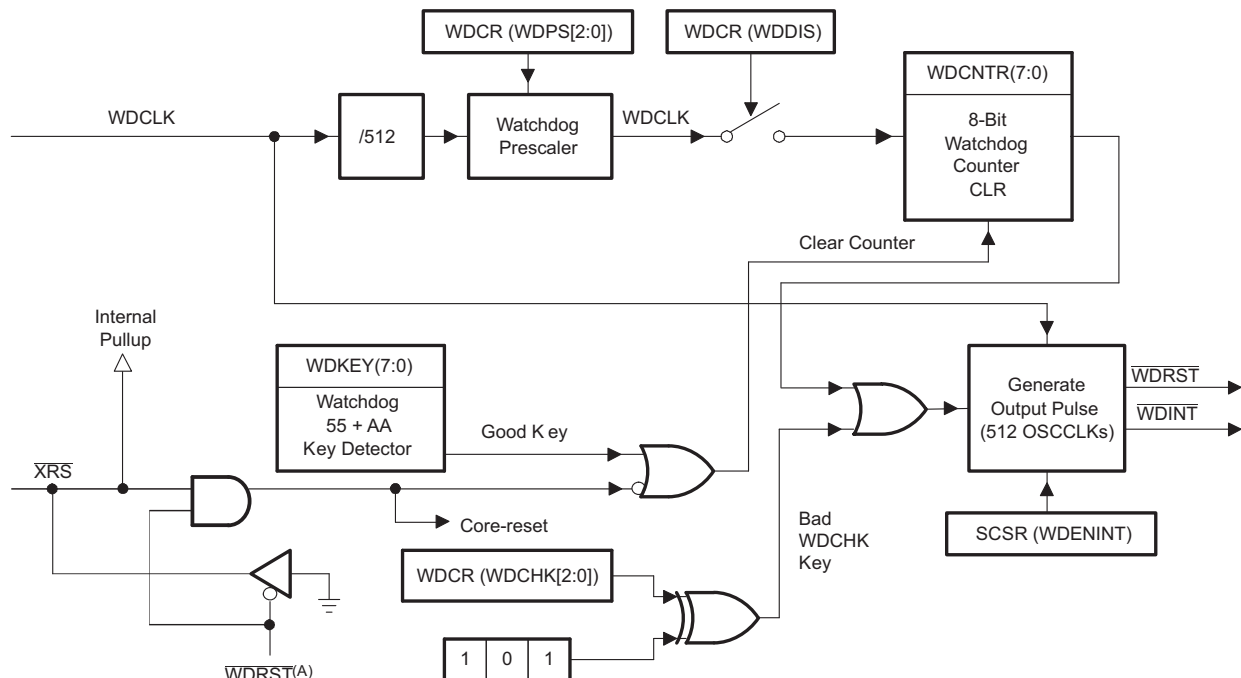 WDCR (WDPS[2:0])
WDCR (WDDIS)
WDCNTR(7:0)
WDCLK
/512
Watchdog
Prescaler
WDCLK
8-Bit
Watchdog
Counter
CLR
Clear Counter
Internal
Pullup
WDKEY(7:0)
Watchdog
55 + AA
Key Detector
Good Key
Generate
Output Pulse
(512 OSCCLKs)
WDRST
WDINT
XRS
Core-reset
SCSR (WDENINT)
Bad
WDCHK
Key
WDCR (WDCHK[2:0])
1 0 1
WDRST(A)